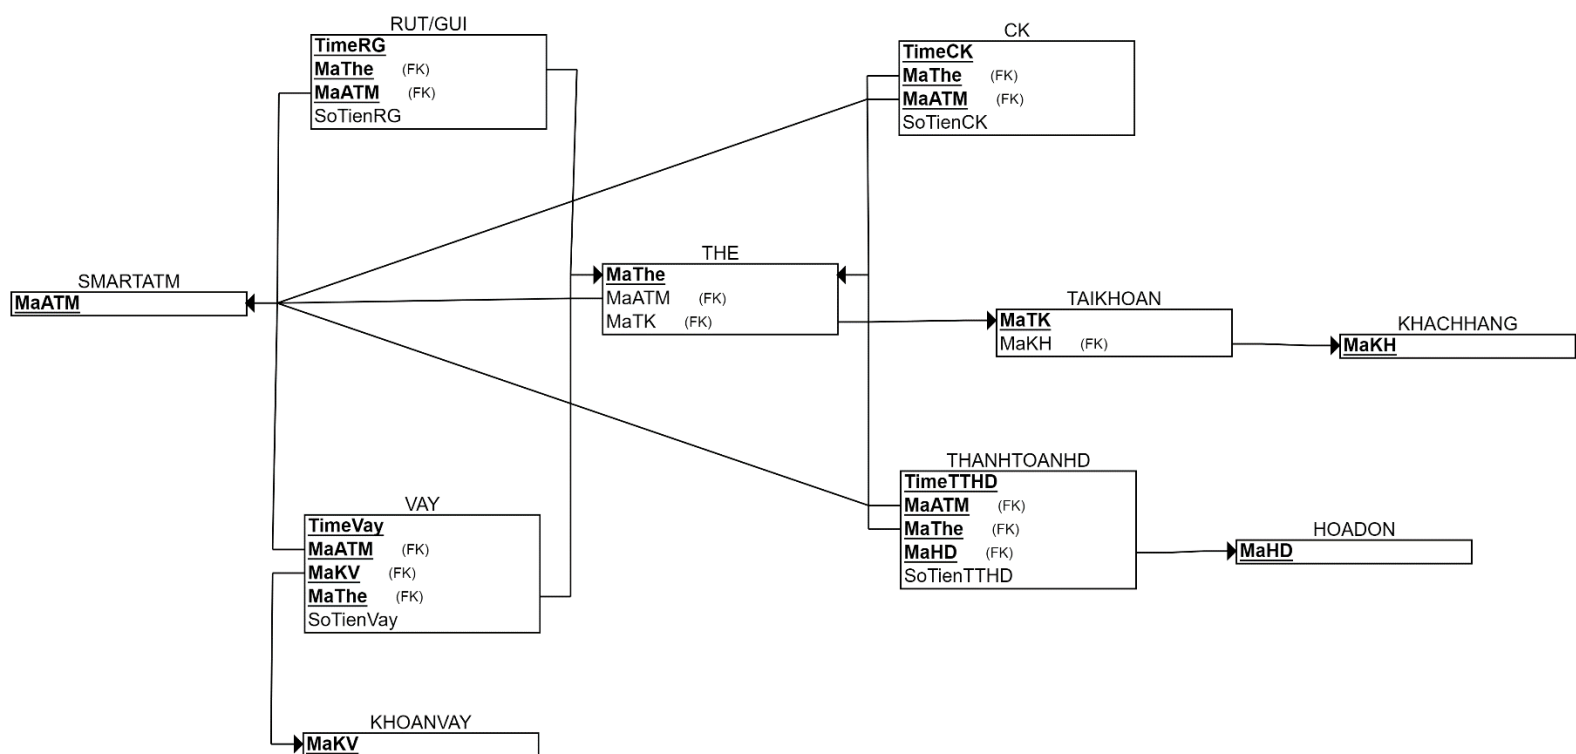 RUT/GUI
TimeRG
MaThe (FK)
MaATM (FK)
SoTienRG
CK
TimeCK
MaThe (FK)
MaATM (FK)
SoTienCK
SMARTATM
MaATM
THE
MaThe
MaATM (FK)
MaTK (FK)
TAIKHOAN
MaTK
MaKH (FK)
KHACHHANG
MaKH
VAY
TimeVay
MaATM (FK)
MaKV (FK)
MaThe (FK)
SoTienVay
THANHTOANHD
TimeTTHD
MaATM (FK)
MaThe (FK)
MaHD (FK)
SoTienTTHD
HOADON
MaHD
KHOANVAY
MaKV